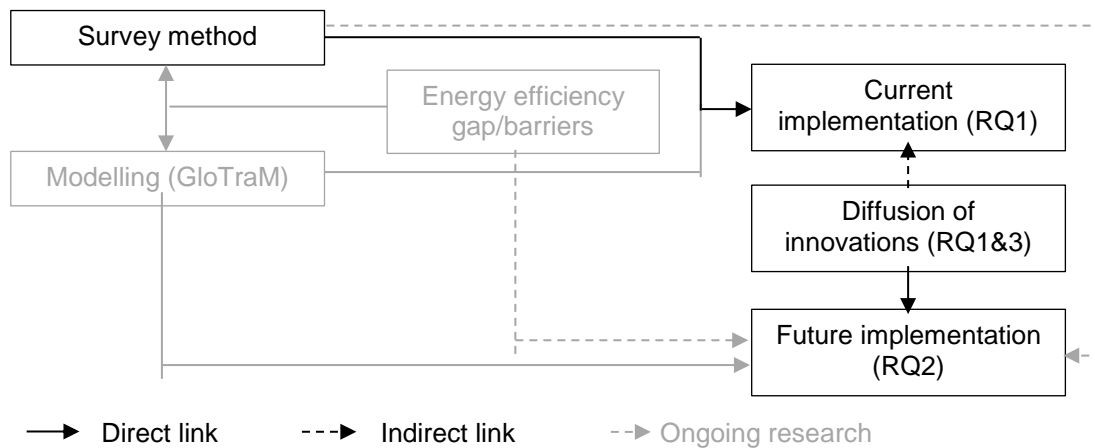 Survey method
Energy efficiency
gap/barriers
Current
implementation (RQ1)
Modelling (GloTraM)
Diffusion of
innovations (RQ1&3)
Future implementation
(RQ2)
Direct link
Indirect link
Ongoing research